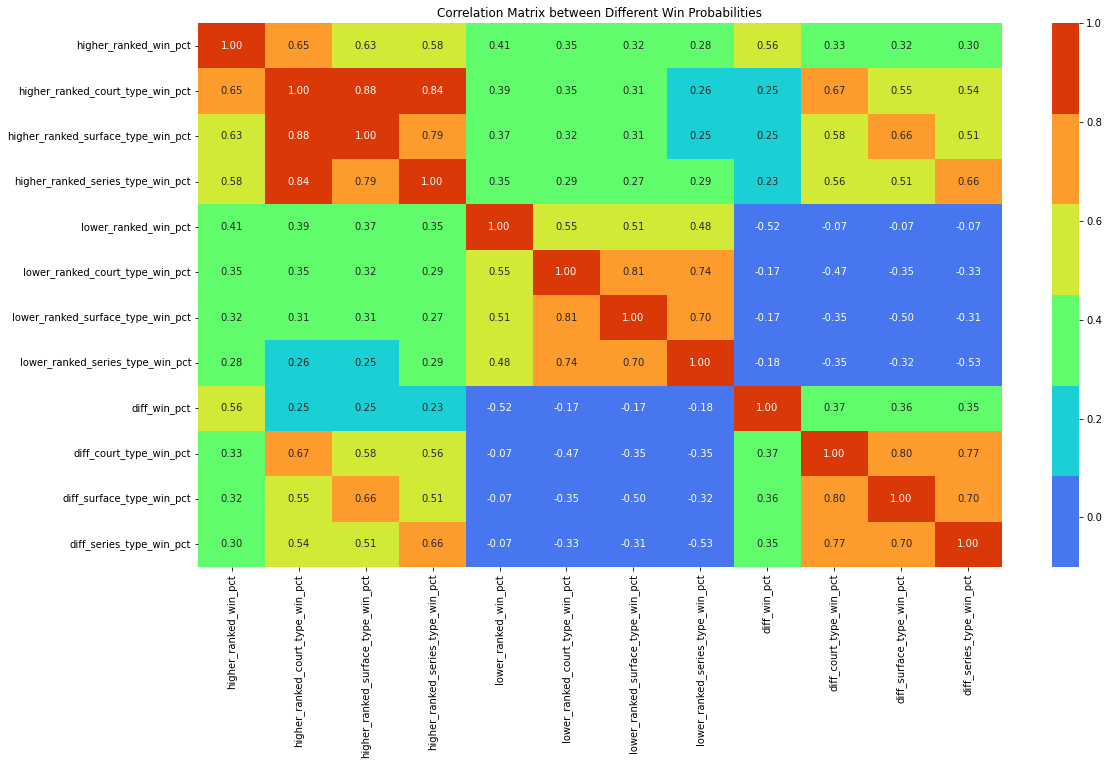 Correlation Matrix between Different Win Probabilities
higher_ranked_win_pct 1.00 0.65 0.63 0.58 0.41 0.35 0.32 0.28 0.56 0.33 0.32 0.30
higher_ranked_court_type_win_pct 0.65 1.00 0.88 0.84 0.39 0.35 0.31 0.26 0.25 0.67 0.55 0.54
higher_ranked_surface_type_win_pct 0.63 0.88 1.00 0.79 0.37 0.32 0.31 0.25 0.25 0.58 0.66 0.51
higher_ranked_series_type_win_pct 0.58 0.84 0.79 1.00 0.35 0.29 0.27 0.29 0.23 0.56 0.51 0.66
lower_ranked_win_pct 0.41 0.39 0.37 0.35 1.00 0.55 0.51 0.48 -0.52 -0.07 -0.07 -0.07
lower_ranked_court_type_win_pct 0.35 0.35 0.32 0.29 0.55 1.00 0.81 0.74 -0.17 -0.47 -0.35 -0.33
lower_ranked_surface_type_win_pct 0.32 0.31 0.31 0.27 0.51 0.81 1.00 0.70 -0.17 -0.35 -0.50 -0.31
lower_ranked_series_type_win_pct 0.28 0.26 0.25 0.29 0.48 0.74 0.70 1.00 -0.18 -0.35 -0.32 -0.53
diff_win_pct 0.56 0.25 0.25 0.23 -0.52 -0.17 -0.17 -0.18 1.00 0.37 0.36 0.35
diff_court_type_win_pct 0.33 0.67 0.58 0.56 -0.07 -0.47 -0.35 -0.35 0.37 1.00 0.80 0.77
diff_surface_type_win_pct 0.32 0.55 0.66 0.51 -0.07 -0.35 -0.50 -0.32 0.36 0.80 1.00 0.70
diff_series_type_win_pct 0.30 0.54 0.51 0.66 -0.07 -0.33 -0.31 -0.53 0.35 0.77 0.70 1.00
higher_ranked_win_pct
higher_ranked_court_type_win_pct
higher_ranked_surface_type_win_pct
higher_ranked_series_type_win_pct
lower_ranked_win_pct
lower_ranked_court_type_win_pct
lower_ranked_surface_type_win_pct
lower_ranked_series_type_win_pct
diff_win_pct
diff_court_type_win_pct
diff_surface_type_win_pct
diff_series_type_win_pct
1.0
0.8
0.6
0.4
0.2
0.0